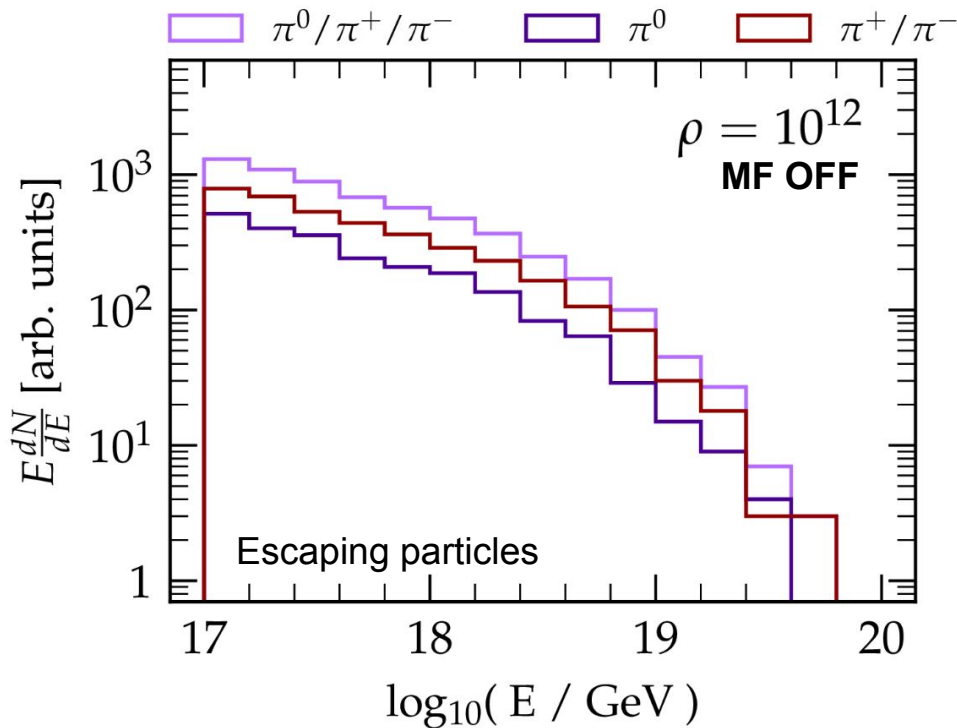 π⁰/π⁺/π⁻ π⁰ π⁺/π⁻
ρ = 10¹²
MF OFF
E dN/dE [arb. units]
10³
10²
10¹
1
Escaping particles
17 18 19 20
log₁₀( E / GeV )